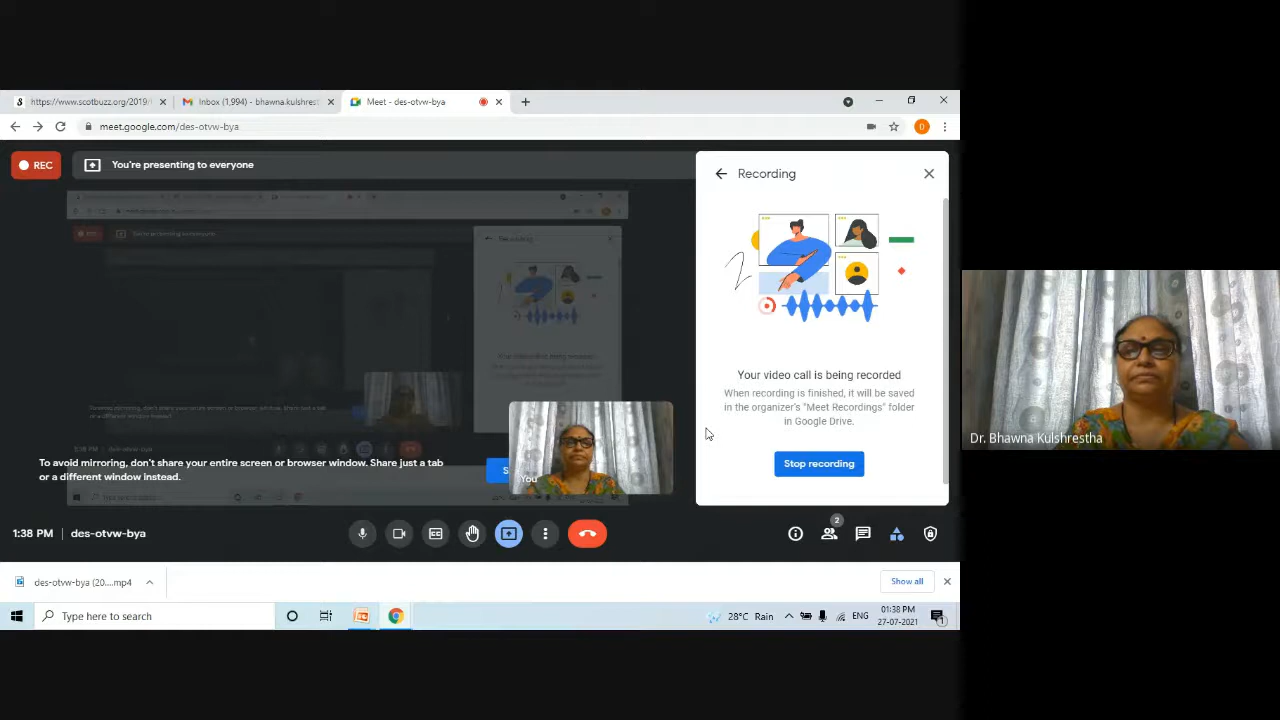 https://www.scotbuzz.org/2019/
Inbox (1,994) - bhawna.kulshrest
Meet - des-otvw-bya
meet.google.com/des-otvw-bya
0
REC
You're presenting to everyone
Recording
Your video call is being recorded
When recording is finished, it will be saved
in the organizer's "Meet Recordings" folder
in Google Drive.
Stop recording
To avoid mirroring, don't share your entire screen or browser window. Share just a tab
or a different window instead.
You
Dr. Bhawna Kulshrestha
1:38 PM | des-otvw-bya
2
des-otvw-bya (20....mp4
Show all
Type here to search
28°C Rain
ENG
01:38 PM
27-07-2021
1